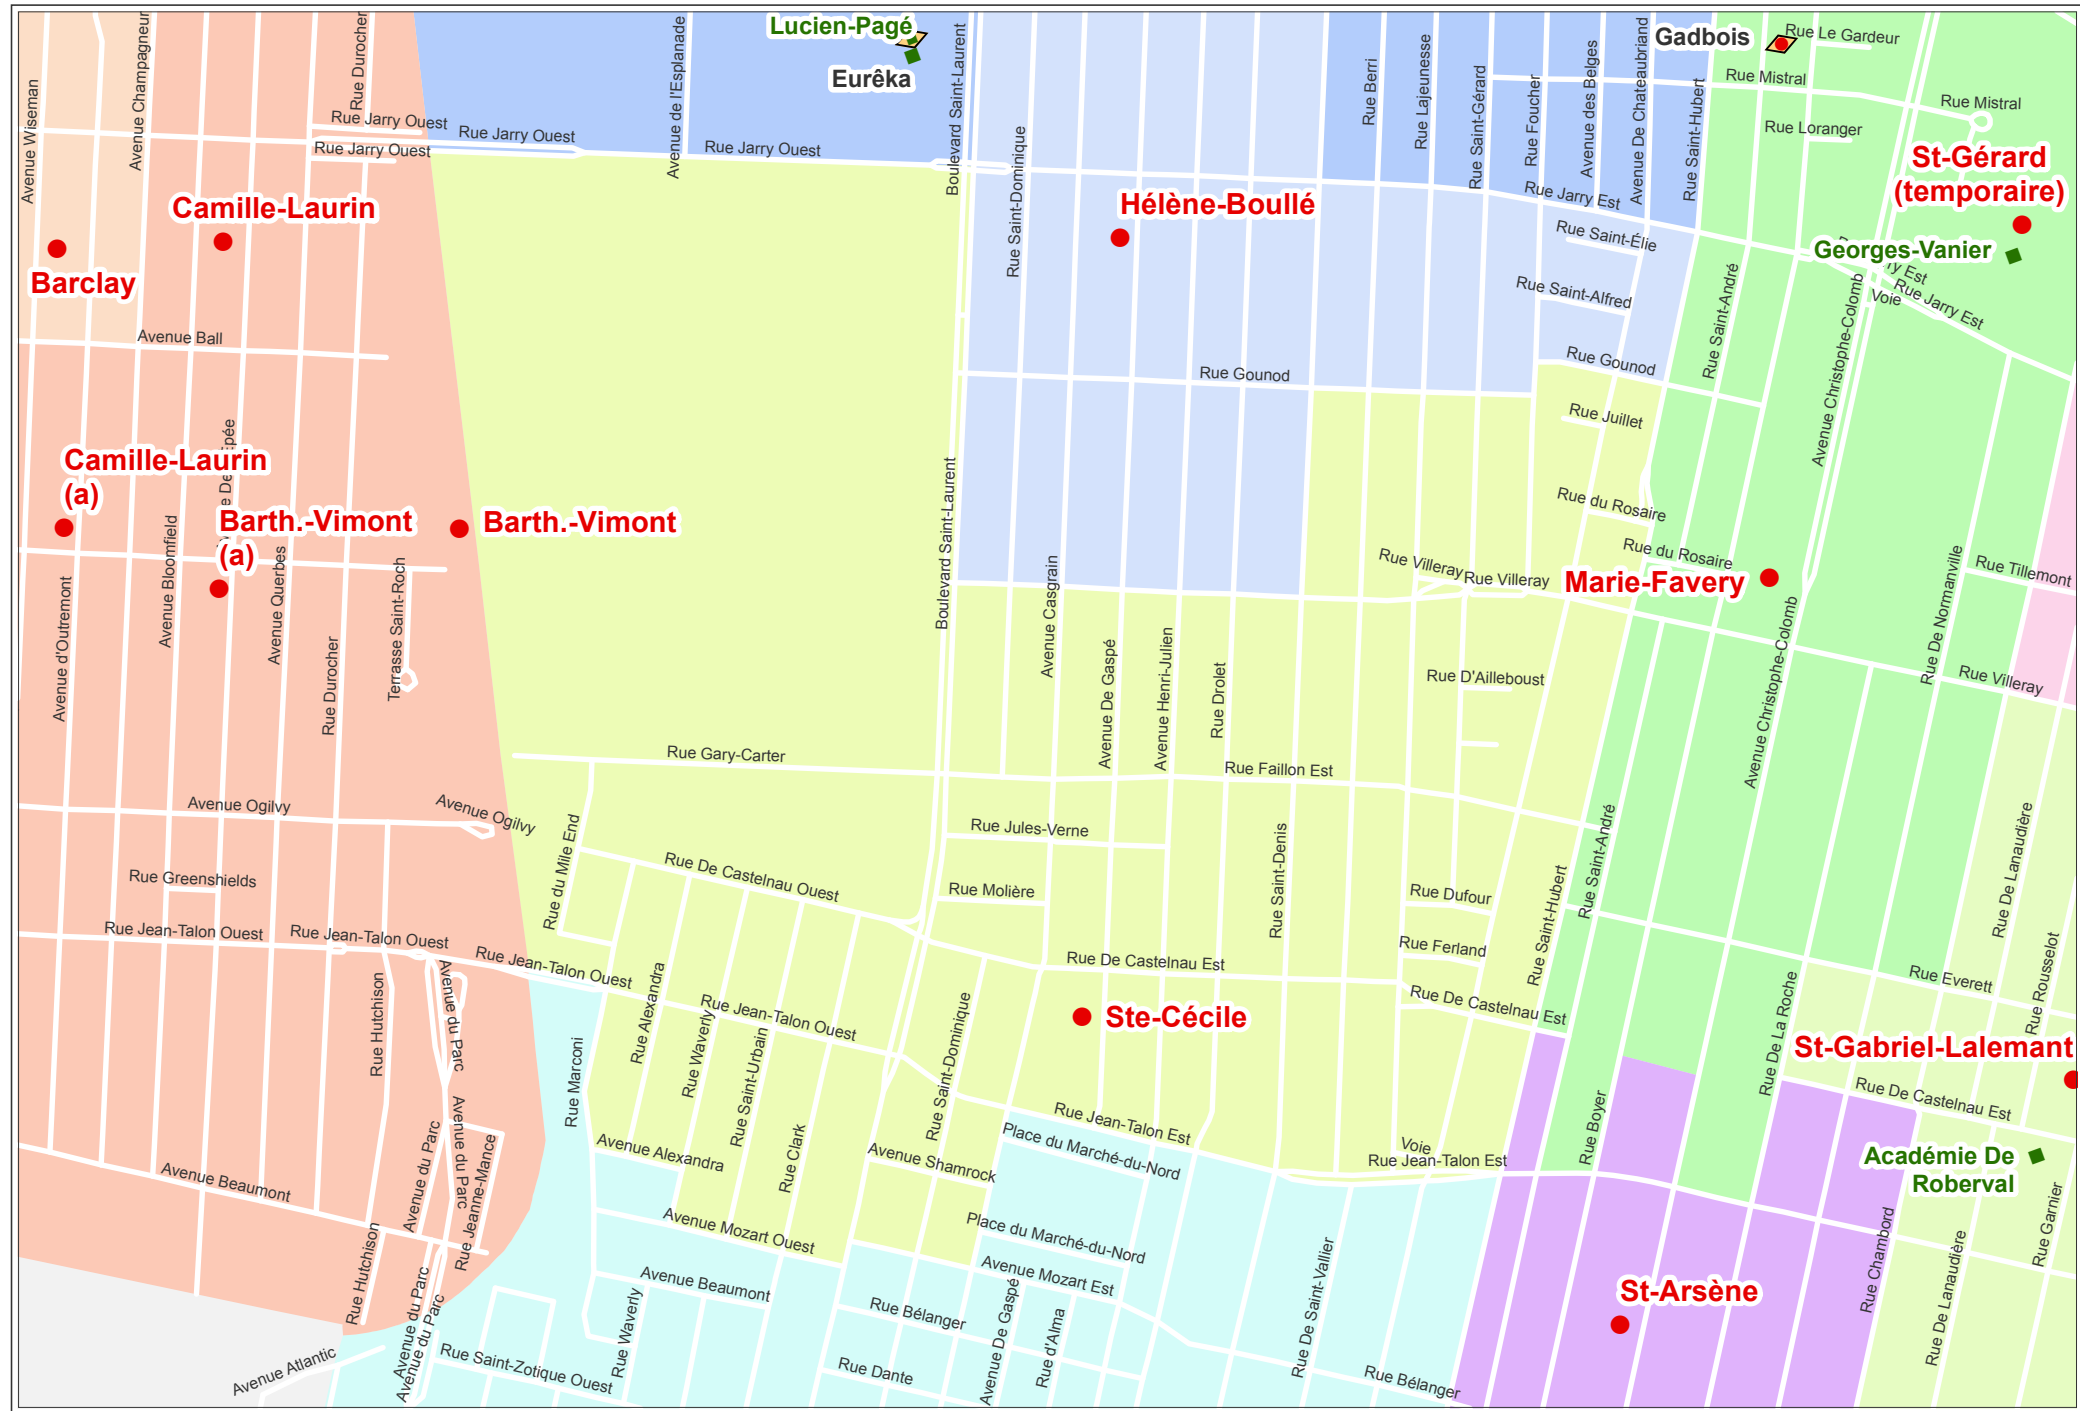 Lucien-Pagé
Eurêka
Gadbois
Rue Le Gardeur
Rue Mistral
Rue Mistral
Rue Loranger
St-Gérard
(temporaire)
Georges-Vanier
Avenue Wiseman
Avenue Champagneur
Rue Durocher
Rue Jarry Ouest
Rue Jarry Ouest
Rue Jarry Ouest
Rue Jarry Ouest
Avenue de l'Esplanade
Boulevard Saint-Laurent
Rue Saint-Dominique
Rue Berri
Rue Lajeunesse
Rue Saint-Gérard
Rue Foucher
Avenue des Belges
Avenue De Chateaubriand
Rue Saint-Hubert
Camille-Laurin
Barclay
Hélène-Boullé
Rue Jarry Est
Rue Saint-Élie
Rue Saint-Alfred
Rue Saint-André
Avenue Christophe-Colomb
ry Est
Voie
Rue Jarry Est
Avenue Ball
Rue Gounod
Rue Gounod
Rue Juillet
Camille-Laurin
(a)
Barth.-Vimont
(a)
Barth.-Vimont
Boulevard Saint-Laurent
Rue du Rosaire
Rue du Rosaire
Marie-Favery
Rue Villeray
Rue Villeray
Rue Tillemont
Rue De Normanville
Rue Villeray
Avenue d'Outremont
Avenue Bloomfield
Avenue Querbes
Rue Durocher
Terrasse Saint-Roch
Avenue Casgrain
Avenue De Gaspé
Avenue Henri-Julien
Rue Drolet
Rue D'Ailleboust
Avenue Christophe-Colomb
Rue Gary-Carter
Rue Faillon Est
Avenue Ogilvy
Avenue Ogilvy
Rue du Mile End
Rue Jules-Verne
Rue Saint-Denis
Rue Saint-André
Rue De Lanaudière
Rue Greenshields
Rue De Castelnau Ouest
Rue Molière
Rue Dufour
Rue Saint-Hubert
Rue Jean-Talon Ouest
Rue Jean-Talon Ouest
Rue Jean-Talon Ouest
Rue Jean-Talon Ouest
Rue Ferland
Rue De Castelnau Est
Rue De Castelnau Est
Rue Everett
Rue Rousselot
Rue Hutchison
Avenue du Parc
Rue Alexandra
Rue Waverly
Rue Saint-Urbain
Rue Marconi
Rue Saint-Dominique
Ste-Cécile
Rue De La Roche
St-Gabriel-Lalemant
Rue De Castelnau Est
Académie De
Roberval
Avenue du Parc
Avenue du Parc
Rue Jeanne-Mance
Avenue Beaumont
Avenue Alexandra
Rue Clark
Avenue Shamrock
Rue Jean-Talon Est
Place du Marché-du-Nord
Voie
Rue Jean-Talon Est
Rue Boyer
Rue Chambord
Rue De Lanaudière
Rue Garnier
Rue Hutchison
Avenue du Parc
Avenue du Parc
Avenue Mozart Ouest
Place du Marché-du-Nord
Avenue Mozart Est
Avenue Beaumont
Rue Waverly
Rue Bélanger
Avenue De Gaspé
Rue d'Alma
Rue De Saint-Vallier
St-Arsène
Avenue Atlantic
Rue Saint-Zotique Ouest
Rue Dante
Rue Bélanger